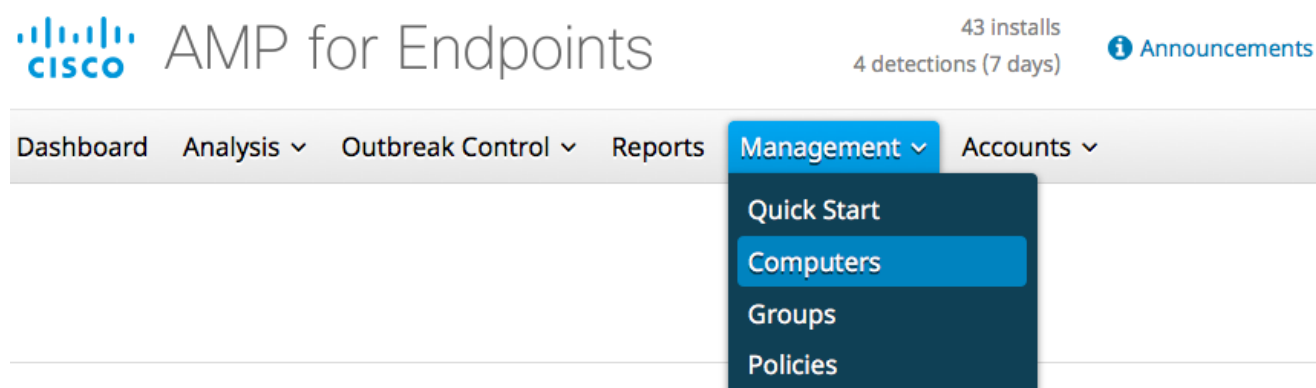 CISCO AMP for Endpoints
43 installs
4 detections (7 days)
Announcements
Dashboard Analysis Outbreak Control Reports Management Accounts
Quick Start
Computers
Groups
Policies